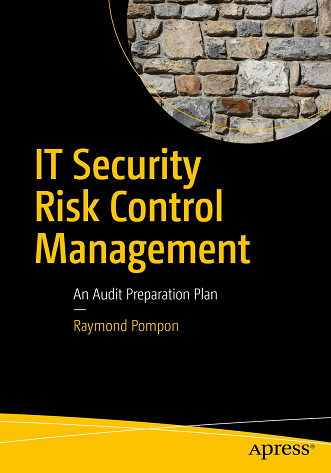 IT Security
Risk Control
Management
An Audit Preparation Plan
—
Raymond Pompon
Apress®